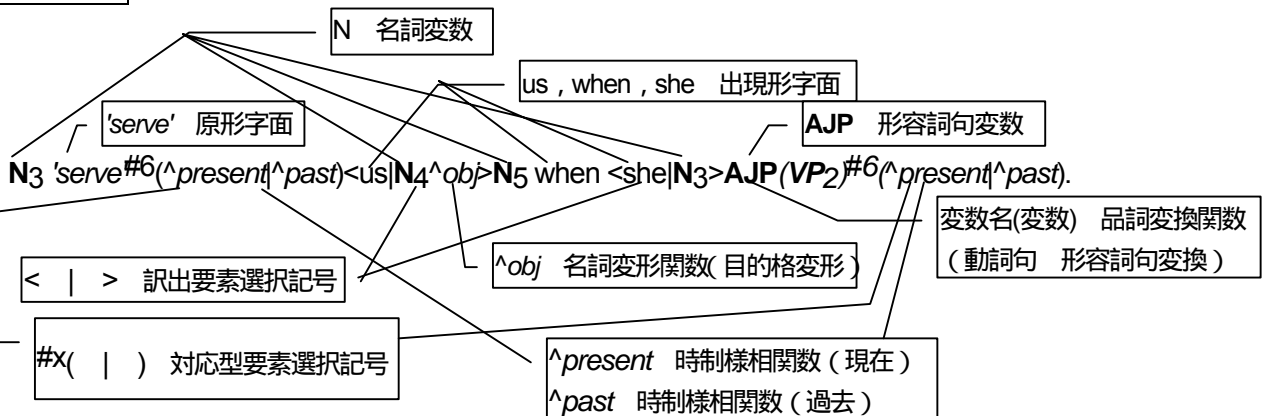 N 名詞変数
us , when , she 出現形字面
'serve' 原形字面
AJP 形容詞句変数
N3 'serve#6(^present|^past)<us|N4^obj>N5 when <she|N3>AJP(VP2)#6(^present|^past).
変数名(変数) 品詞変換関数
(動詞句 形容詞句変換)
^obj 名詞変形関数(目的格変形)
< | > 訳出要素選択記号
#x( | ) 対応型要素選択記号
^present 時制様相関数(現在)
^past 時制様相関数(過去)